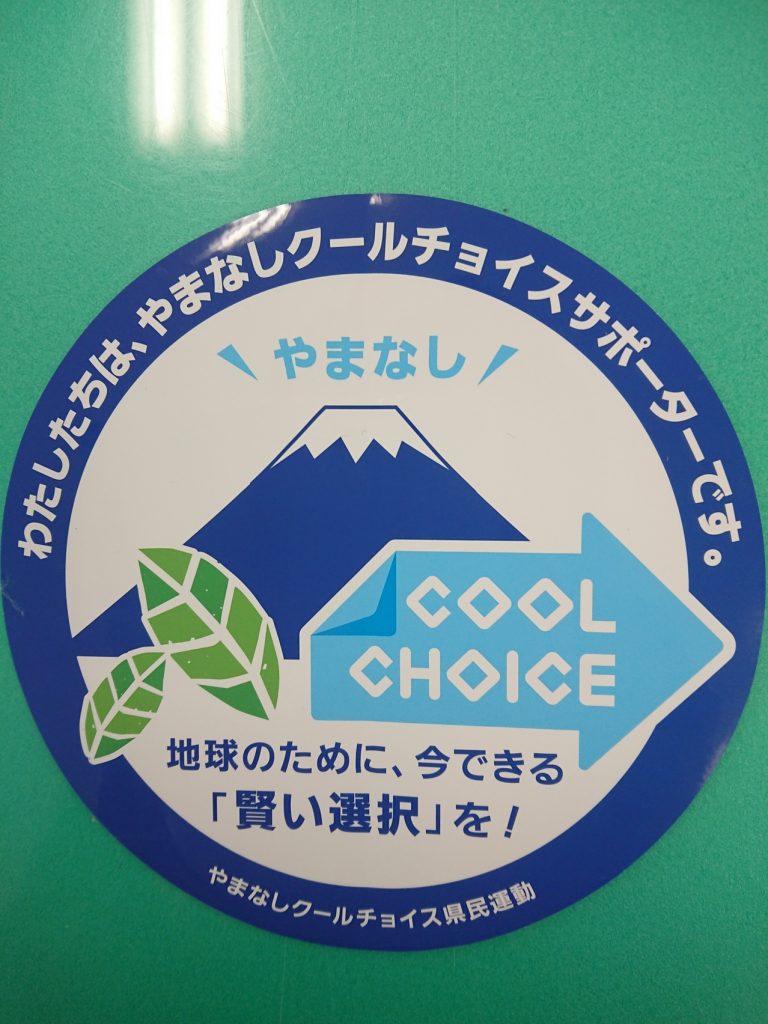 わたしたちは、やまなしクールチョイスサポーターです。
やまなし
COOL
CHOICE
地球のために、今できる
「賢い選択」を!
やまなしクールチョイス県民運動